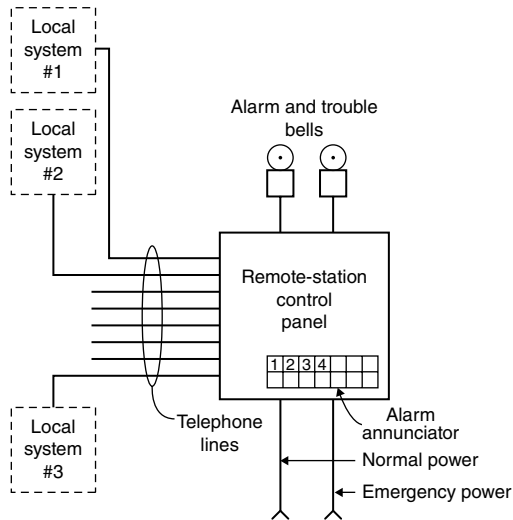 Local
system
#1
Local
system
#2
Alarm and trouble
bells
Remote-station
control
panel
1 2 3 4
Local
system
#3
Telephone
lines
Alarm
annunciator
Normal power
Emergency power